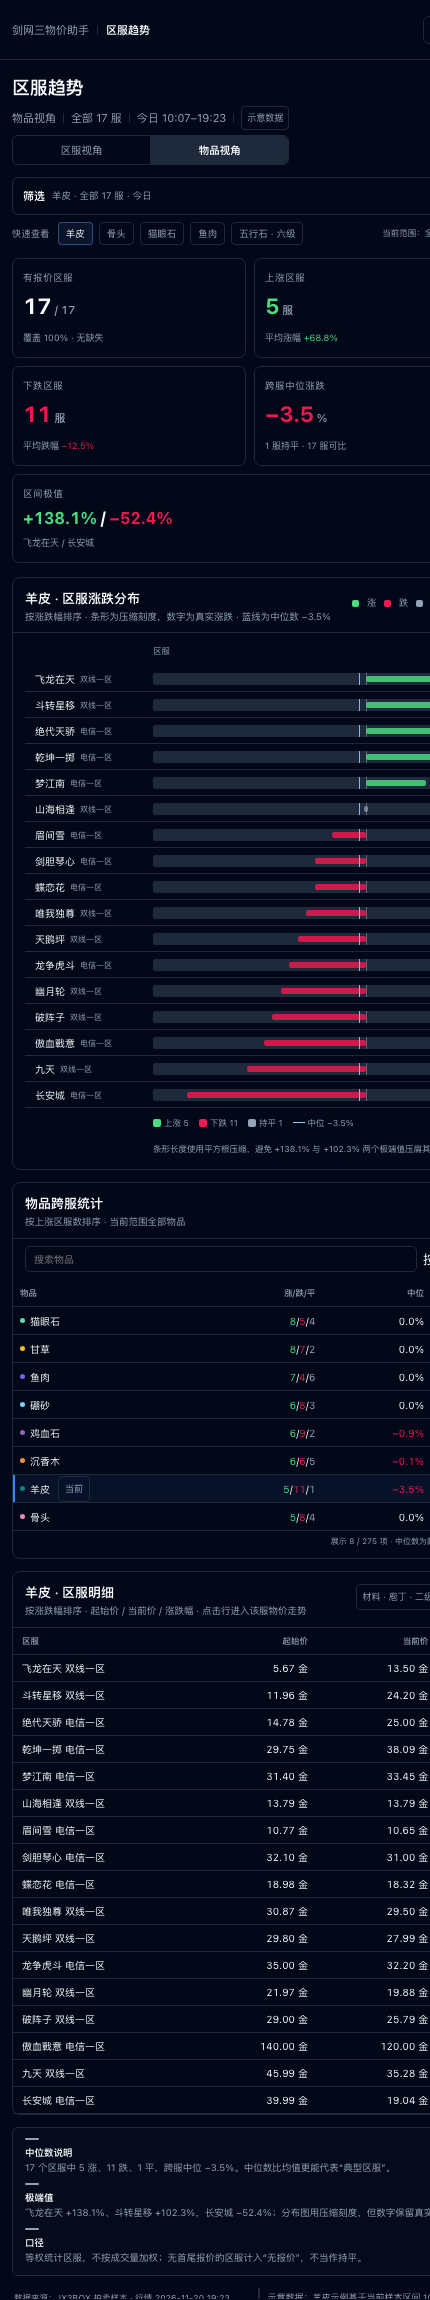 剑网三物价助手 | 区服趋势
区服趋势
物品视角 | 全部 17 服 | 今日 10:07–19:23 | 示意数据
区服视角 物品视角
筛选 羊皮 · 全部 17 服 · 今日
快速查看 羊皮 骨头 猫眼石 鱼肉 五行石 · 六级 当前范围：
有报价区服
17 / 17
覆盖 100% · 无缺失
上涨区服
5 服
平均涨幅 +68.8%
下跌区服
11 服
平均跌幅 −12.5%
跨服中位涨跌
−3.5 %
1 服持平 · 17 服可比
区间极值
+138.1% / −52.4%
飞龙在天 / 长安城
羊皮 · 区服涨跌分布
涨 跌
按涨跌幅排序 · 条形为压缩刻度，数字为真实涨跌 · 蓝线为中位数 −3.5%
区服
飞龙在天 双线一区
斗转星移 双线一区
绝代天骄 电信一区
乾坤一掷 电信一区
梦江南 电信一区
山海相逢 双线一区
眉间雪 电信一区
剑胆琴心 电信一区
蝶恋花 电信一区
唯我独尊 双线一区
天鹅坪 双线一区
龙争虎斗 电信一区
幽月轮 双线一区
破阵子 双线一区
傲血戰意 电信一区
九天 双线一区
长安城 电信一区
上涨 5 下跌 11 持平 1 中位 −3.5%
条形长度使用平方根压缩，避免 +138.1% 与 +102.3% 两个极端值压扁其
物品跨服统计
按上涨区服数排序 · 当前范围全部物品
搜索物品 按
物品 涨/跌/平 中位
猫眼石 8/5/4 0.0%
甘草 8/7/2 0.0%
鱼肉 7/4/6 0.0%
硼砂 6/8/3 0.0%
鸡血石 6/9/2 −0.9%
沉香木 6/6/5 −0.1%
羊皮 当前 5/11/1 −3.5%
骨头 5/8/4 0.0%
展示 8 / 275 项 · 中位数为
羊皮 · 区服明细
按涨跌幅排序 · 起始价 / 当前价 / 涨跌幅 · 点击行进入该服物价走势
材料 · 庖丁 · 二级
区服 起始价 当前价
飞龙在天 双线一区 5.67 金 13.50 金
斗转星移 双线一区 11.96 金 24.20 金
绝代天骄 电信一区 14.78 金 25.00 金
乾坤一掷 电信一区 29.75 金 38.09 金
梦江南 电信一区 31.40 金 33.45 金
山海相逢 双线一区 13.79 金 13.79 金
眉间雪 电信一区 10.77 金 10.65 金
剑胆琴心 电信一区 32.10 金 31.00 金
蝶恋花 电信一区 18.98 金 18.32 金
唯我独尊 双线一区 30.87 金 29.50 金
天鹅坪 双线一区 29.80 金 27.99 金
龙争虎斗 电信一区 35.00 金 32.20 金
幽月轮 双线一区 21.97 金 19.88 金
破阵子 双线一区 29.00 金 25.79 金
傲血戰意 电信一区 140.00 金 120.00 金
九天 双线一区 45.99 金 35.28 金
长安城 电信一区 39.99 金 19.04 金
中位数说明
17 个区服中 5 涨、11 跌、1 平，跨服中位 −3.5%。中位数比均值更能代表“典型区服”。
极端值
飞龙在天 +138.1%、斗转星移 +102.3%，长安城 −52.4%；分布图用压缩刻度，但数字保留真实
口径
等权统计区服，不按成交量加权；无首尾报价的区服计入“无报价”，不当作持平。
数据来源：JX3BOX 拍卖样本 · 行情 2026-11-20 19:23
示意数据：羊皮示例基于当前样本区间